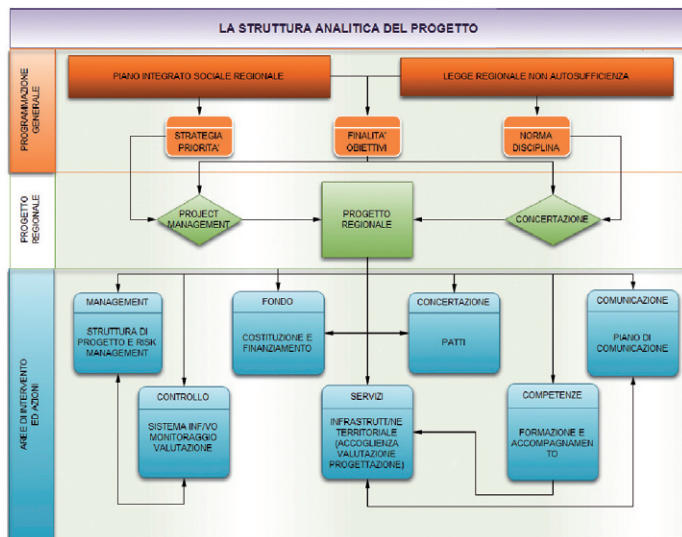 LA STRUTTURA ANALITICA DEL PROGETTO
PROGRAMMAZIONE
GENERALE
PIANO INTEGRATO SOCIALE REGIONALE
LEGGE REGIONALE NON AUTOSUFFICIENZA
STRATEGIA
PRIORITA'
FINALITA'
OBIETTIVI
NORMA
DISCIPLINA
PROGETTO
REGIONALE
PROJECT
MANAGEMENT
PROGETTO
REGIONALE
CONCERTAZIONE
AREE DI INTERVENTO
ED AZIONI
MANAGEMENT
STRUTTURA DI
PROGETTO E RISK
MANAGEMENT
FONDO
COSTITUZIONE E
FINANZIAMENTO
CONCERTAZIONE
PATTI
COMUNICAZIONE
PIANO DI
COMUNICAZIONE
CONTROLLO
SISTEMA INF/VO
MONITORAGGIO
VALUTAZIONE
SERVIZI
INFRASTRUTT/NE
TERRITORIALE
(ACCOGLIENZA
VALUTAZIONE
PROGETTAZIONE)
COMPETENZE
FORMAZIONE E
ACCOMPAGNAMEN
TO